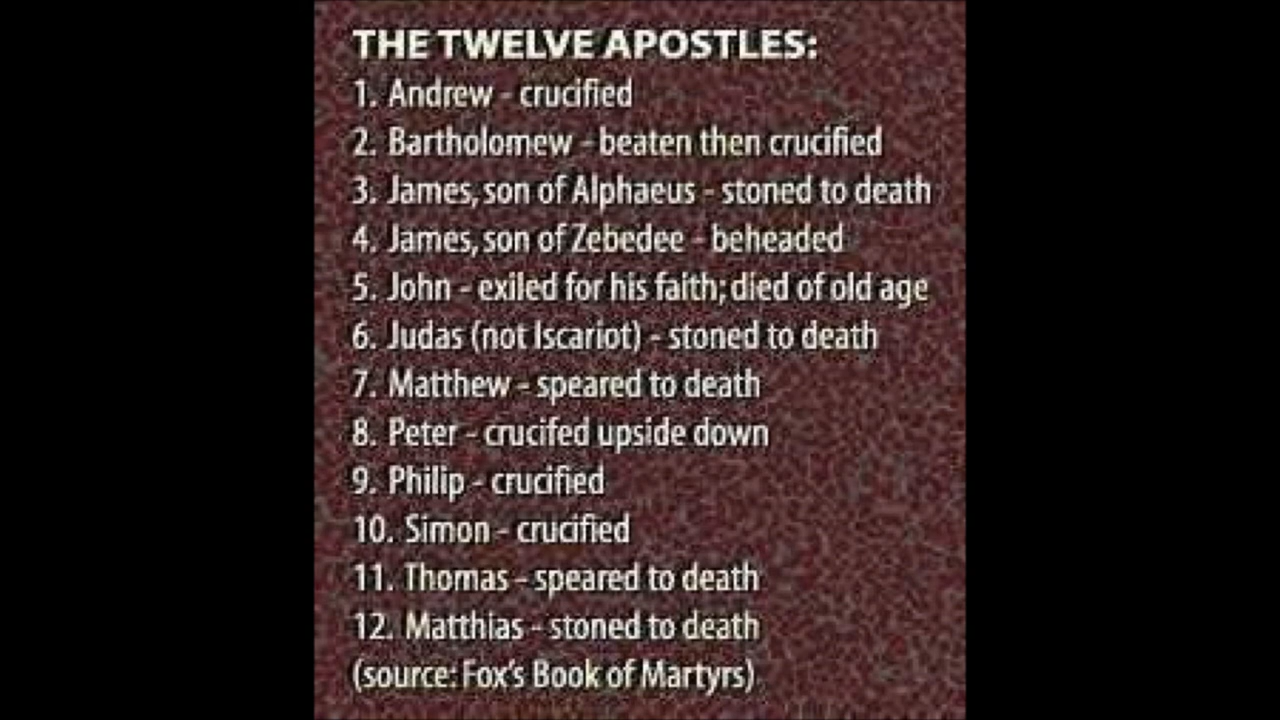 THE TWELVE APOSTLES:
1. Andrew - crucified
2. Bartholomew - beaten then crucified
3. James, son of Alphaeus - stoned to death
4. James, son of Zebedee - beheaded
5. John - exiled for his faith; died of old age
6. Judas (not Iscariot) - stoned to death
7. Matthew - speared to death
8. Peter - crucifed upside down
9. Philip - crucified
10. Simon - crucified
11. Thomas - speared to death
12. Matthias - stoned to death
(source: Fox's Book of Martyrs)